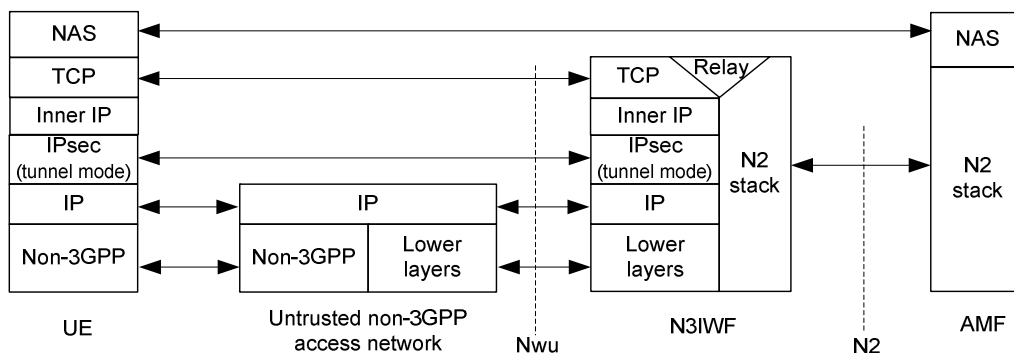 NAS
TCP
Inner IP
IPsec
(tunnel mode)
IP
Non-3GPP
UE
IP
Non-3GPP
Lower
layers
Untrusted non-3GPP
access network
Nwu
TCP
Relay
Inner IP
IPsec
(tunnel mode)
IP
Lower
layers
N2
stack
N3IWF
N2
NAS
N2
stack
AMF